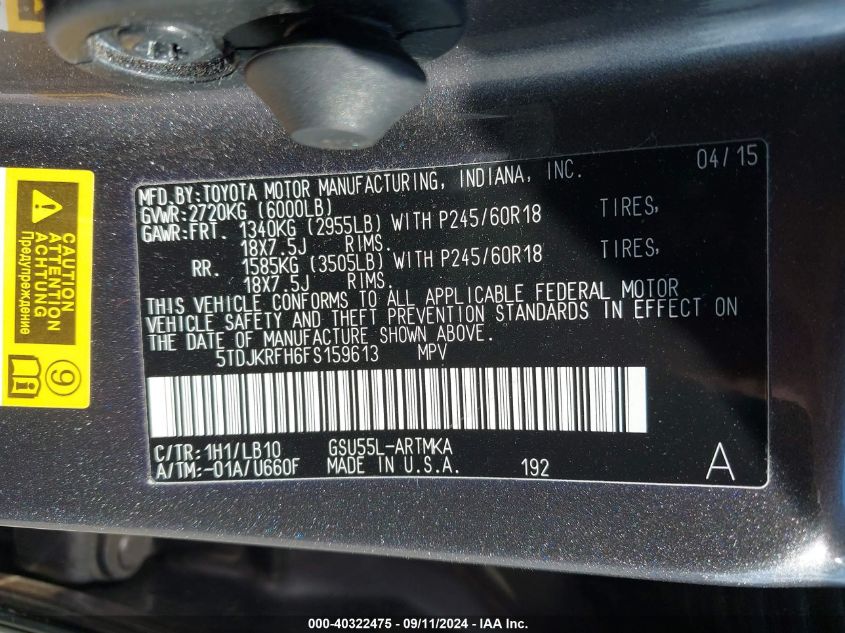 04/15
MFD.BY:TOYOTA MOTOR MANUFACTURING, INDIANA, INC.
GVWR:2720KG (6000LB)
GAWR:FRT. 1340KG (2955LB) WITH P245/60R18 TIRES,
18X7.5J RIMS.
RR. 1585KG (3505LB) WITH P245/60R18 TIRES,
18X7.5J RIMS.
THIS VEHICLE CONFORMS TO ALL APPLICABLE FEDERAL MOTOR
VEHICLE SAFETY AND THEFT PREVENTION STANDARDS IN EFFECT ON
THE DATE OF MANUFACTURE SHOWN ABOVE.
5TDJKRFH6FS159613 MPV
C/TR:1H1/LB10 GSU55L-ARTMKA
A/TM:-01A/U660F MADE IN U.S.A. 192 A
Warning
Avertissement
ACHTUNG
Предупреждение
9
000-40322475 - 09/11/2024 - IAA Inc.